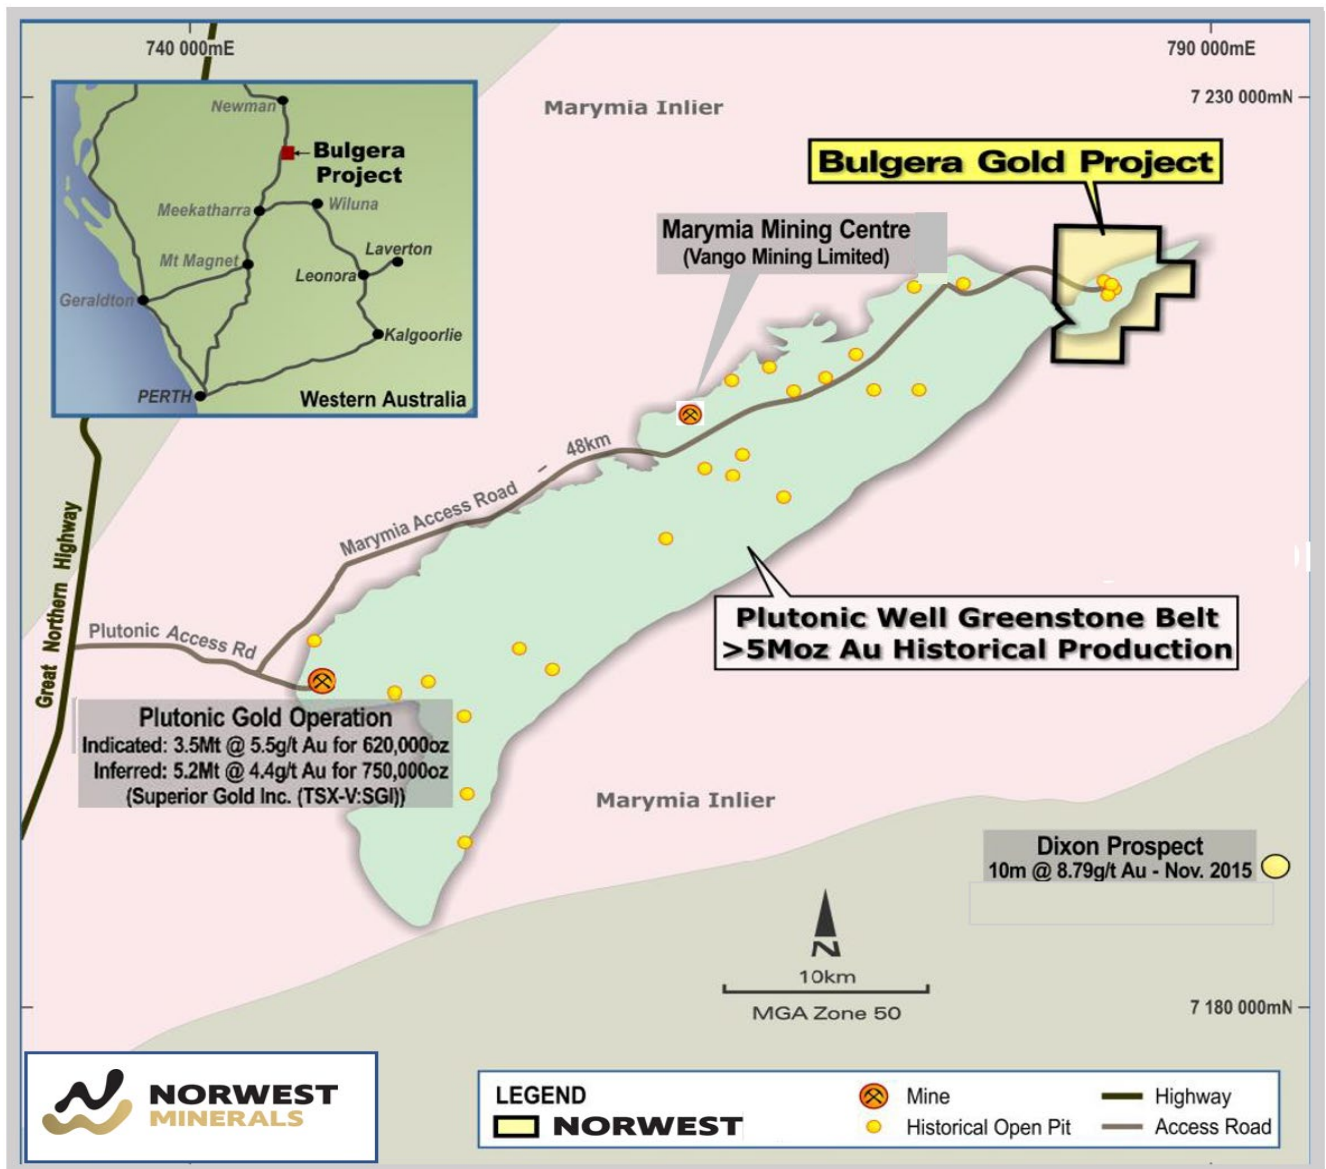 740 000mE
790 000mE
7 230 000mN
Marymia Inlier
Newman
Bulgera
Project
Meekatharra
Wiluna
Mt Magnet
Laverton
Leonora
Geraldton
Kalgoorlie
PERTH
Western Australia
Bulgera Gold Project
Marymia Mining Centre
(Vango Mining Limited)
48km
Marymia Access Road
Great Northern Highway
Plutonic Access Rd
Plutonic Well Greenstone Belt
>5Moz Au Historical Production
Plutonic Gold Operation
Indicated: 3.5Mt @ 5.5g/t Au for 620,000oz
Inferred: 5.2Mt @ 4.4g/t Au for 750,000oz
(Superior Gold Inc. (TSX-V:SGI))
Marymia Inlier
Dixon Prospect
10m @ 8.79g/t Au - Nov. 2015
N
10km
MGA Zone 50
7 180 000mN
NORWEST
MINERALS
LEGEND
NORWEST
Mine
Historical Open Pit
Highway
Access Road